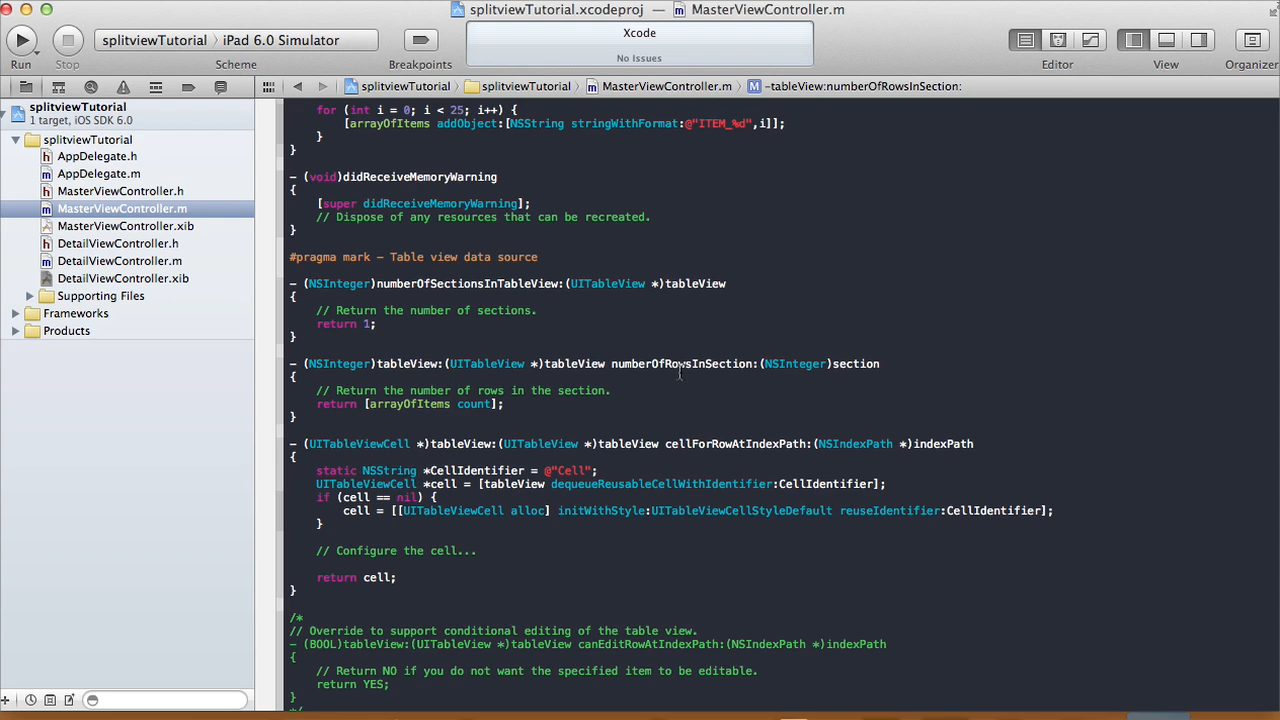 splitviewTutorial.xcodeproj — MasterViewController.m
splitviewTutorial › iPad 6.0 Simulator
Xcode
No Issues
Run Stop Scheme Breakpoints Editor View Organizer
splitviewTutorial splitviewTutorial MasterViewController.m M -tableView:numberOfRowsInSection:
splitviewTutorial
1 target, iOS SDK 6.0
splitviewTutorial
h AppDelegate.h
m AppDelegate.m
h MasterViewController.h
m MasterViewController.m
MasterViewController.xib
h DetailViewController.h
m DetailViewController.m
DetailViewController.xib
Supporting Files
Frameworks
Products
for (int i = 0; i < 25; i++) {
[arrayOfItems addObject:[NSString stringWithFormat:@"ITEM_%d",i]];
}
}
- (void)didReceiveMemoryWarning
{
[super didReceiveMemoryWarning];
// Dispose of any resources that can be recreated.
}
#pragma mark - Table view data source
- (NSInteger)numberOfSectionsInTableView:(UITableView *)tableView
{
// Return the number of sections.
return 1;
}
- (NSInteger)tableView:(UITableView *)tableView numberOfRowsInSection:(NSInteger)section
{
// Return the number of rows in the section.
return [arrayOfItems count];
}
- (UITableViewCell *)tableView:(UITableView *)tableView cellForRowAtIndexPath:(NSIndexPath *)indexPath
{
static NSString *CellIdentifier = @"Cell";
UITableViewCell *cell = [tableView dequeueReusableCellWithIdentifier:CellIdentifier];
if (cell == nil) {
cell = [[UITableViewCell alloc] initWithStyle:UITableViewCellStyleDefault reuseIdentifier:CellIdentifier];
}
// Configure the cell...
return cell;
}
/*
// Override to support conditional editing of the table view.
- (BOOL)tableView:(UITableView *)tableView canEditRowAtIndexPath:(NSIndexPath *)indexPath
{
// Return NO if you do not want the specified item to be editable.
return YES;
}
*/